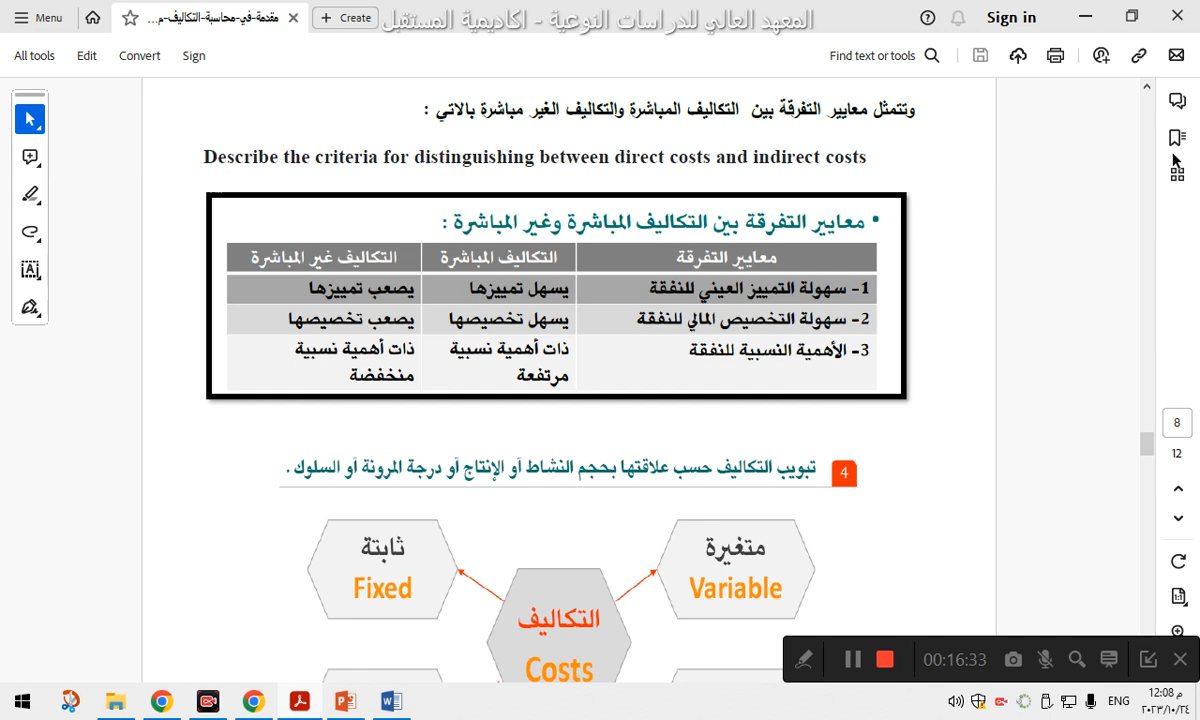 Menu
مقدمة-في-محاسبة-التكاليف-م...
Create
المعهد العالي للدراسات النوعية - اكاديمية المستقبل
Sign in
All tools
Edit
Convert
Sign
Find text or tools
وتتمثل معايير التفرقة بين التكاليف المباشرة والتكاليف الغير مباشرة بالاتي :
Describe the criteria for distinguishing between direct costs and indirect costs
• معايير التفرقة بين التكاليف المباشرة وغير المباشرة :
معايير التفرقة التكاليف المباشرة التكاليف غير المباشرة
1- سهولة التمييز العيني للنفقة يسهل تمييزها يصعب تمييزها
2- سهولة التخصيص المالي للنفقة يسهل تخصيصها يصعب تخصيصها
3- الأهمية النسبية للنفقة ذات أهمية نسبية ذات أهمية نسبية
مرتفعة منخفضة
8
12
4 تبويب التكاليف حسب علاقتها بحجم النشاط أو الإنتاج أو درجة المرونة أو السلوك .
متغيرة
Variable
ثابتة
Fixed
التكاليف
Costs
00:16:33
ENG
12:08 م
٢٠٢٣/١٠/٢٤